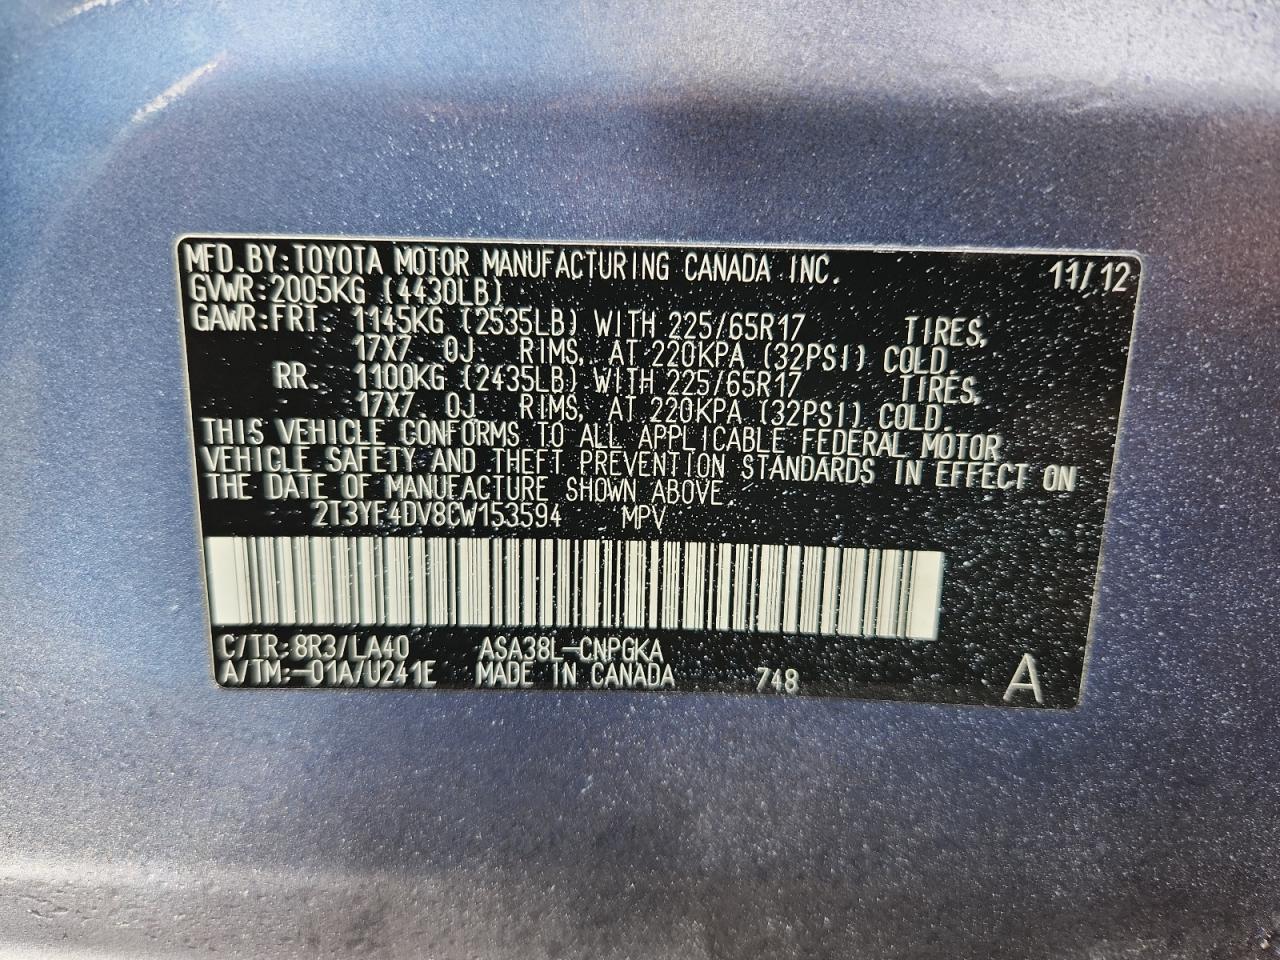 MFD. BY: TOYOTA MOTOR MANUFACTURING CANADA INC. 11/12
GVWR: 2005KG (4430LB)
GAWR: FRT. 1145KG (2535LB) WITH 225/65R17 TIRES,
17X7.0J RIMS, AT 220KPA (32PSI) COLD.
RR. 1100KG (2435LB) WITH 225/65R17 TIRES,
17X7.0J RIMS, AT 220KPA (32PSI) COLD.
THIS VEHICLE CONFORMS TO ALL APPLICABLE FEDERAL MOTOR
VEHICLE SAFETY AND THEFT PREVENTION STANDARDS IN EFFECT ON
THE DATE OF MANUFACTURE SHOWN ABOVE.
2T3YF4DV8CW153594 MPV
C/TR: 8R3/LA40 ASA38L-CNPGKA
A/TM: -01A/U241E MADE IN CANADA 748 A